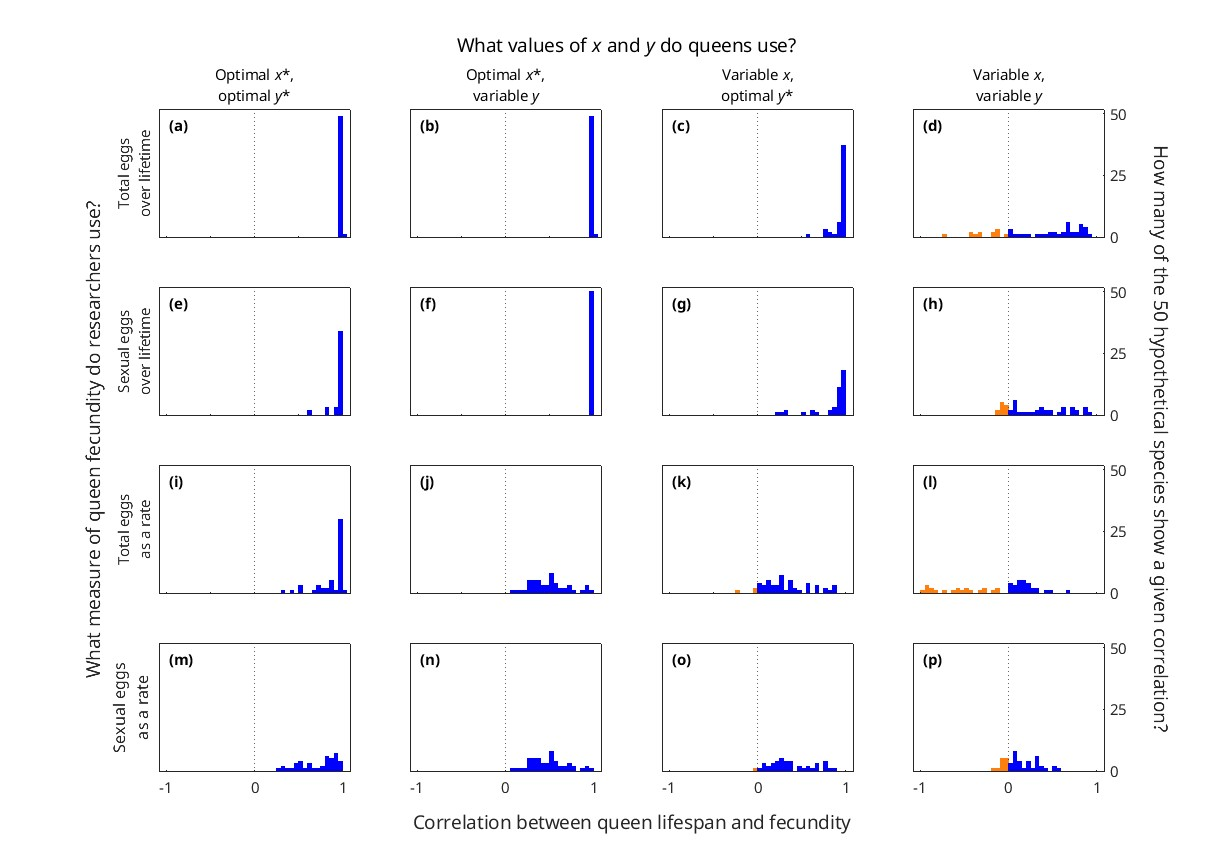 What values of x and y do queens use?
Optimal x*,
optimal y*
Optimal x*,
variable y
Variable x,
optimal y*
Variable x,
variable y
What measure of queen fecundity do researchers use?
How many of the 50 hypothetical species show a given correlation?
Total eggs
over lifetime
(a)
(b)
(c)
(d)
50
25
0
Sexual eggs
over lifetime
(e)
(f)
(g)
(h)
50
25
0
Total eggs
as a rate
(i)
(j)
(k)
(l)
50
25
0
Sexual eggs
as a rate
(m)
(n)
(o)
(p)
50
25
0
-1 0 1
-1 0 1
-1 0 1
-1 0 1
Correlation between queen lifespan and fecundity